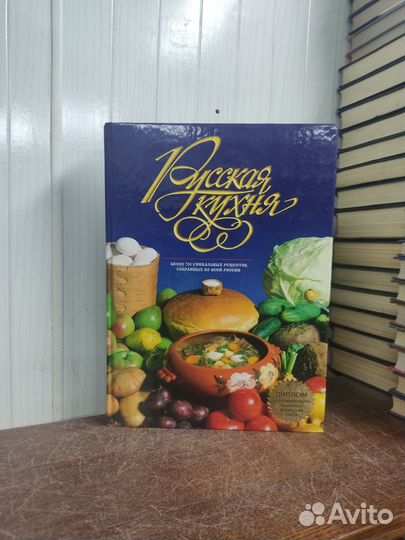 Русская
кухня
БОЛЕЕ 700 УНИКАЛЬНЫХ РЕЦЕПТОВ,
СОБРАННЫХ ПО ВСЕЙ РОССИИ
ДИПЛОМ
Avito